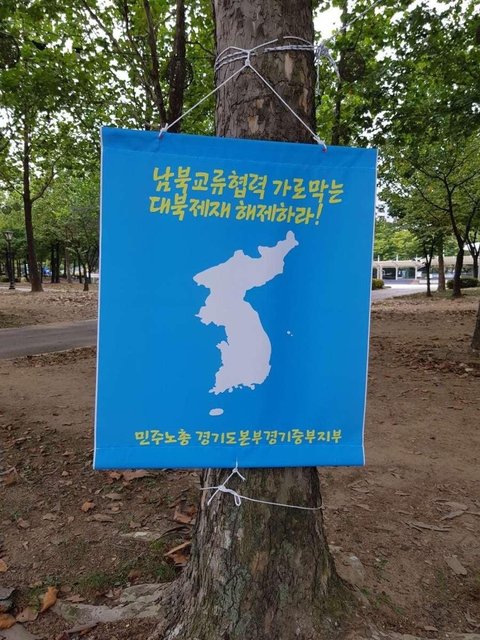 남북교류협력 가로막는
대북제재 해제하라!
민주노총 경기도본부경기중부지부